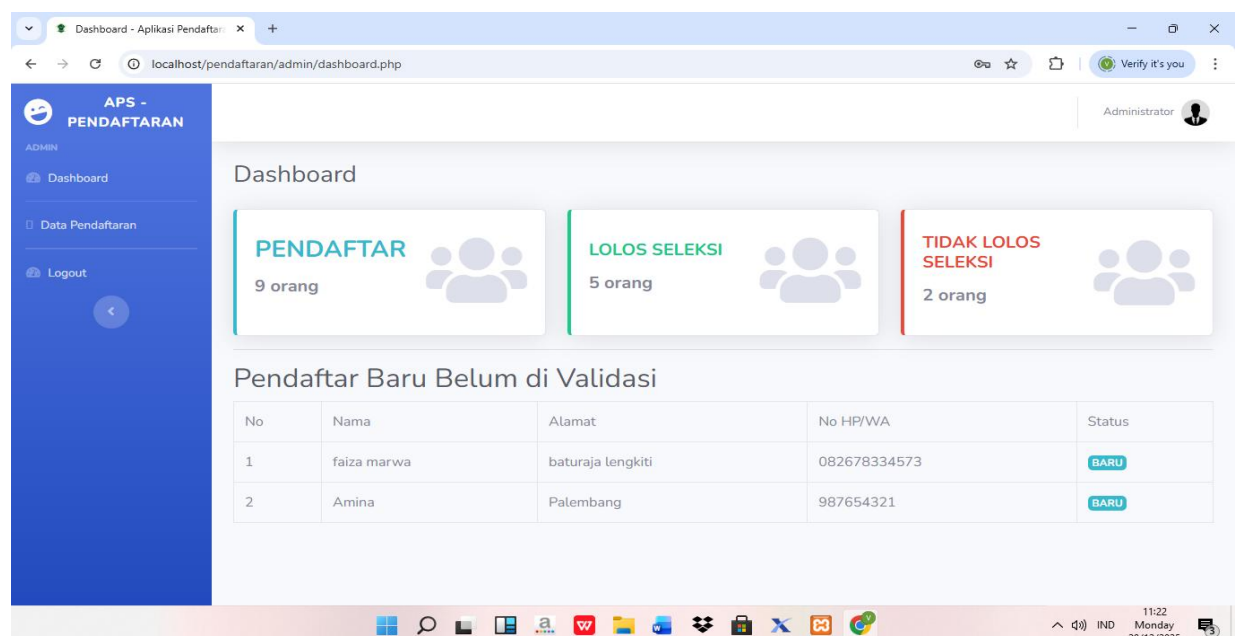 Dashboard - Aplikasi Pendaftar
localhost/pendaftaran/admin/dashboard.php
Verify it's you
APS -
PENDAFTARAN
Administrator
ADMIN
Dashboard
Data Pendaftaran
Logout
Dashboard
PENDAFTAR
9 orang
LOLOS SELEKSI
5 orang
TIDAK LOLOS
SELEKSI
2 orang
Pendaftar Baru Belum di Validasi
No Nama Alamat No HP/WA Status
1 faiza marwa baturaja lengkiti 082678334573 BARU
2 Amina Palembang 987654321 BARU
11:22
IND Monday